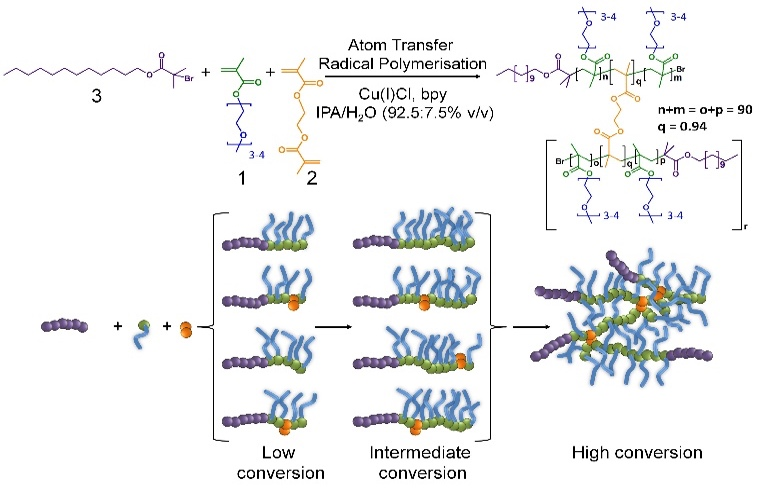 O
O
Br
3
+
O
O
O
3-4
1
+
O
O
O
O
2
Atom Transfer
Radical Polymerisation
Cu(I)Cl, bpy
IPA/H₂O (92.5:7.5% v/v)
3-4
3-4
O
O
O
O
9
O
O
n
q
Br
m
O
O
O
O
n+m = o+p = 90
q = 0.94
Br
o
q
p
O
O
9
O
O
O
O
O
O
3-4
3-4
r
+
+
Low
conversion
Intermediate
conversion
High conversion